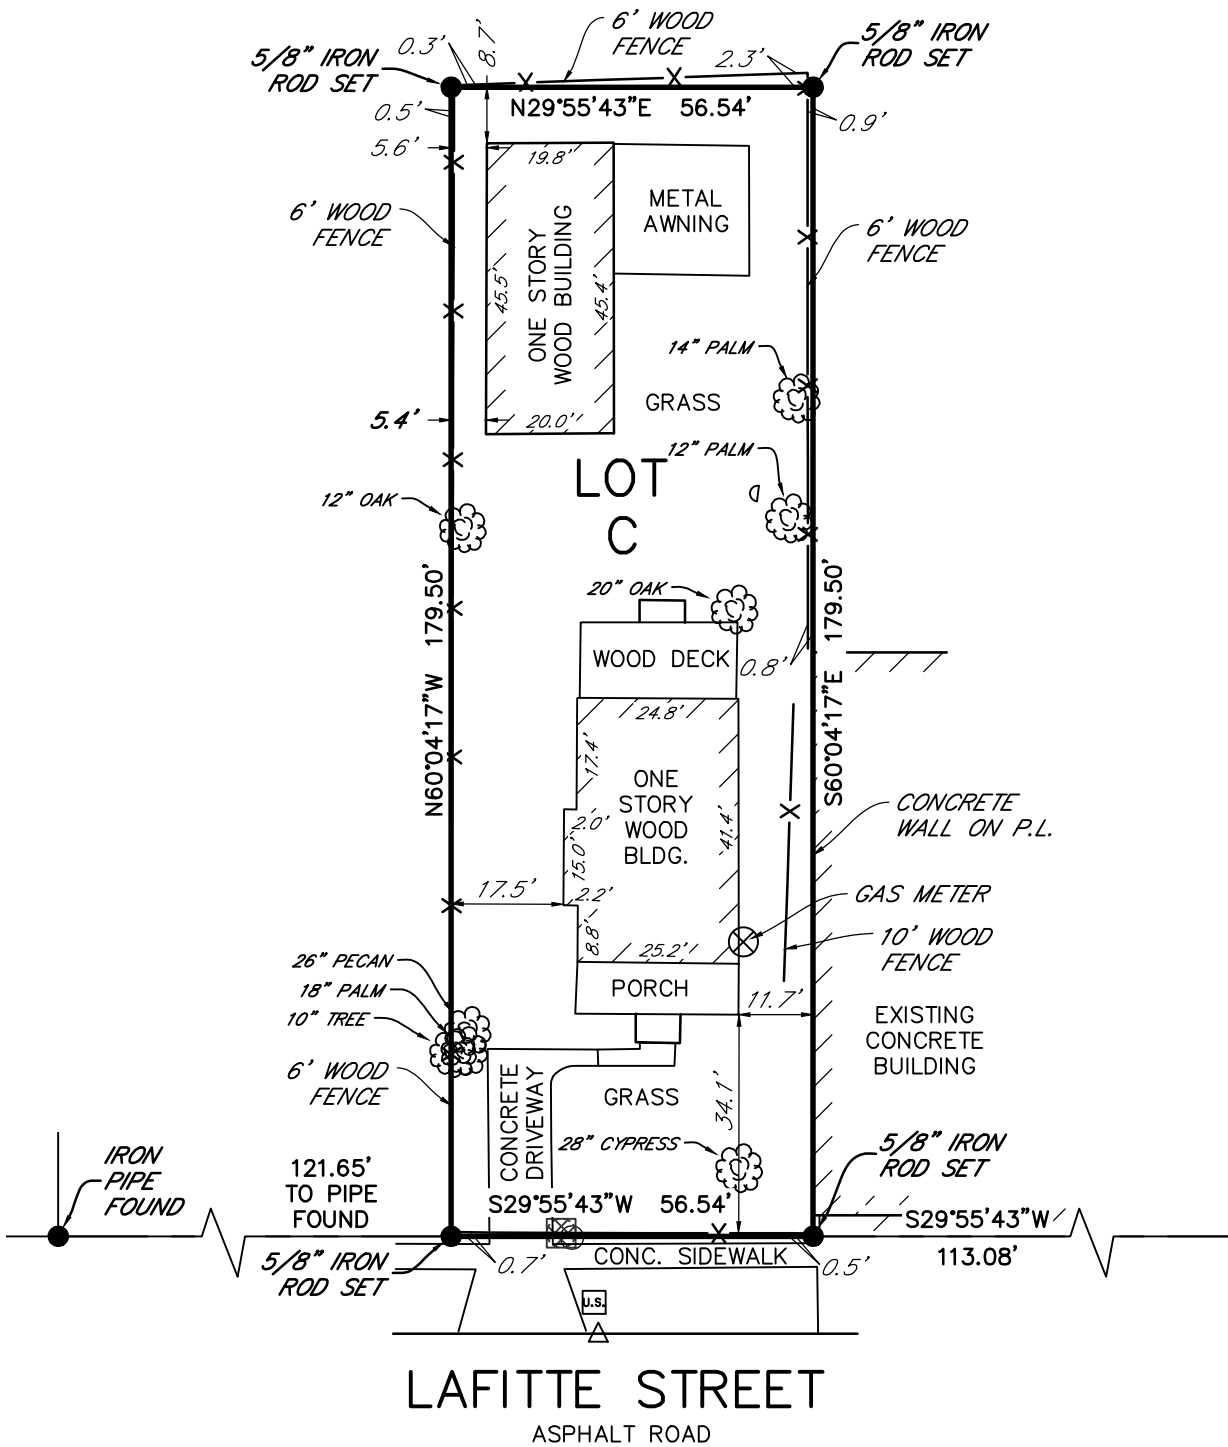 6' WOOD
FENCE
5/8" IRON
ROD SET
5/8" IRON
ROD SET
0.3'
8.7'
2.3'
N29°55'43"E 56.54'
0.5'
0.9'
5.6'
19.8'
METAL
AWNING
6' WOOD
FENCE
6' WOOD
FENCE
ONE STORY
WOOD BUILDING
45.5'
45.4'
14" PALM
GRASS
5.4'
20.0'
12" PALM
LOT
C
12" OAK
20" OAK
N60°04'17"W 179.50'
S60°04'17"E 179.50'
WOOD DECK
0.8'
24.8'
17.4'
ONE
STORY
WOOD
BLDG.
2.0'
15.0'
41.4'
CONCRETE
WALL ON P.L.
17.5'
2.2'
8.8'
GAS METER
25.2'
10' WOOD
FENCE
26" PECAN
18" PALM
10" TREE
PORCH
11.7'
EXISTING
CONCRETE
BUILDING
6' WOOD
FENCE
CONCRETE
DRIVEWAY
GRASS
34.1'
28" CYPRESS
IRON
PIPE
FOUND
121.65'
TO PIPE
FOUND
5/8" IRON
ROD SET
S29°55'43"W 56.54'
S29°55'43"W
113.08'
5/8" IRON
ROD SET
0.7'
CONC. SIDEWALK
0.5'
U.S.
LAFITTE STREET
ASPHALT ROAD